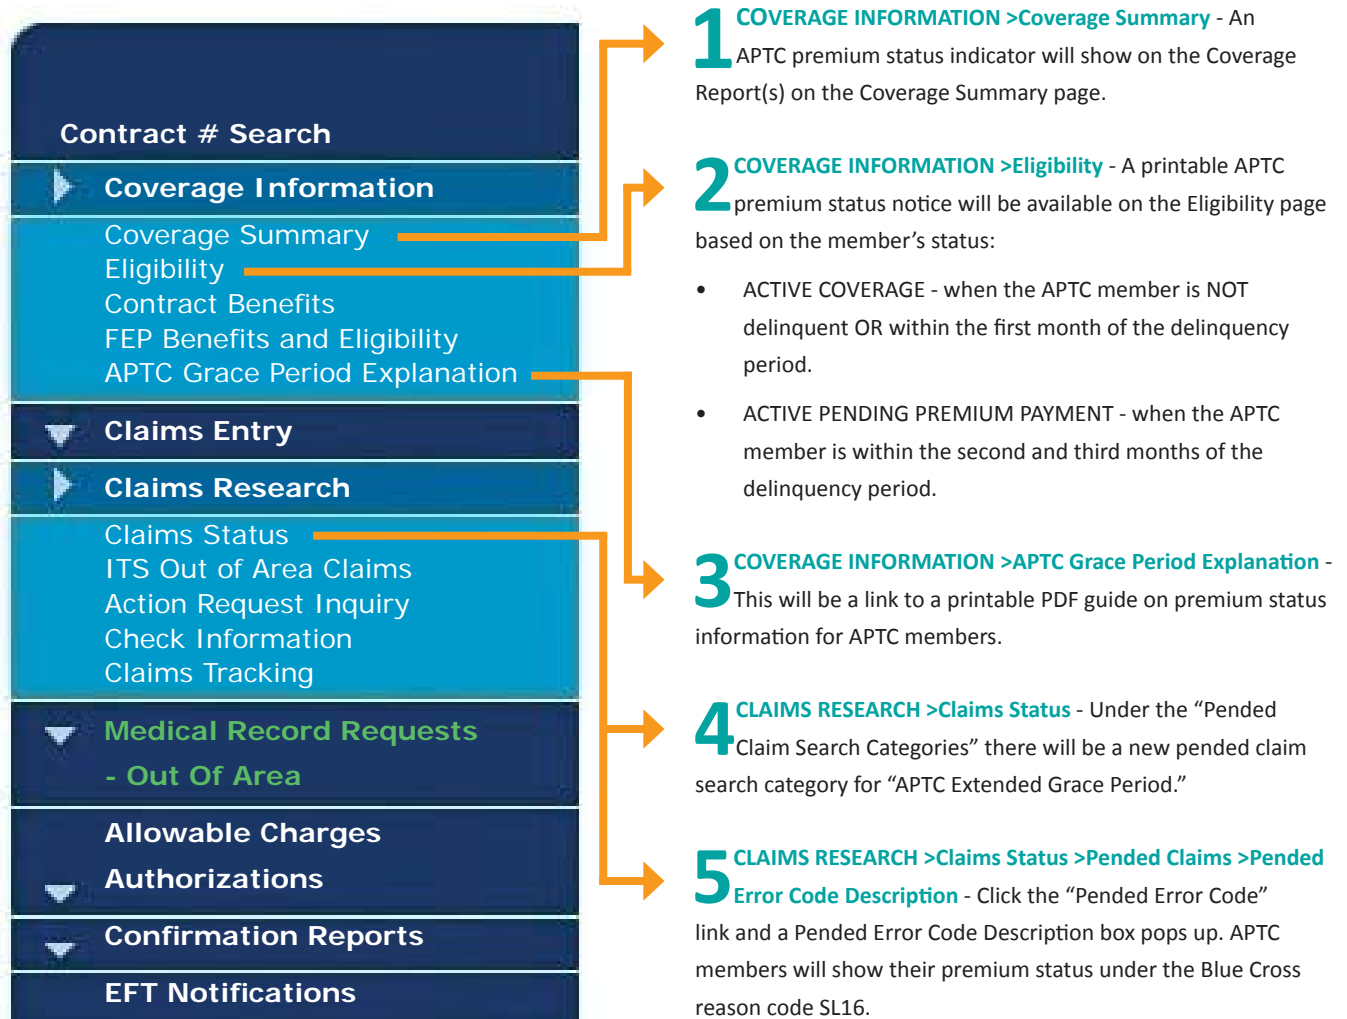 Contract # Search
Coverage Information
Coverage Summary
Eligibility
Contract Benefits
FEP Benefits and Eligibility
APTC Grace Period Explanation
Claims Entry
Claims Research
Claims Status
ITS Out of Area Claims
Action Request Inquiry
Check Information
Claims Tracking
Medical Record Requests
- Out Of Area
Allowable Charges
Authorizations
Confirmation Reports
EFT Notifications
1 COVERAGE INFORMATION >Coverage Summary - An
APTC premium status indicator will show on the Coverage
Report(s) on the Coverage Summary page.
2 COVERAGE INFORMATION >Eligibility - A printable APTC
premium status notice will be available on the Eligibility page
based on the member’s status:
• ACTIVE COVERAGE - when the APTC member is NOT
delinquent OR within the first month of the delinquency
period.
• ACTIVE PENDING PREMIUM PAYMENT - when the APTC
member is within the second and third months of the
delinquency period.
3 COVERAGE INFORMATION >APTC Grace Period Explanation -
This will be a link to a printable PDF guide on premium status
information for APTC members.
4 CLAIMS RESEARCH >Claims Status - Under the “Pended
Claim Search Categories” there will be a new pended claim
search category for “APTC Extended Grace Period.”
5 CLAIMS RESEARCH >Claims Status >Pended Claims >Pended
Error Code Description - Click the “Pended Error Code”
link and a Pended Error Code Description box pops up. APTC
members will show their premium status under the Blue Cross
reason code SL16.